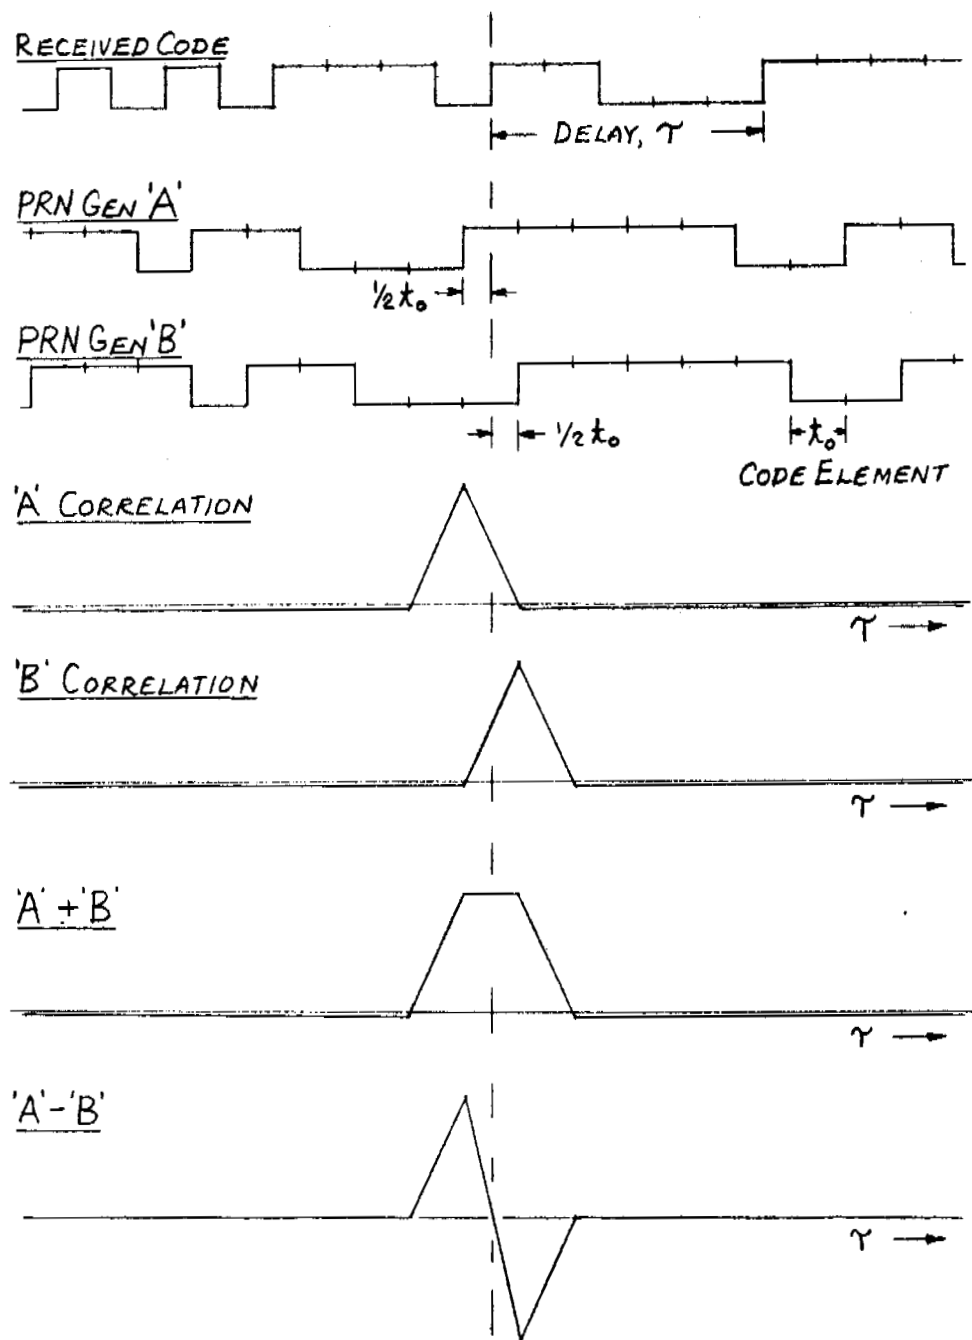 RECEIVED CODE
DELAY, τ
PRN GEN 'A'
1/2 t₀
PRN GEN 'B'
1/2 t₀
t₀
CODE ELEMENT
'A' CORRELATION
τ
'B' CORRELATION
τ
'A' + 'B'
τ
'A' - 'B'
τ